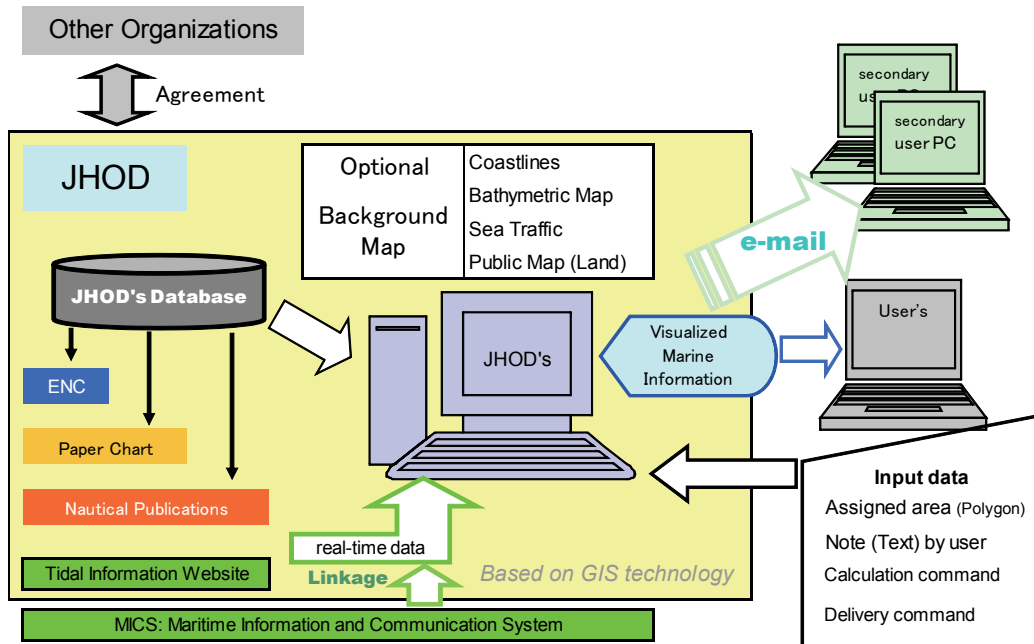 Other Organizations
Agreement
JHOD
Optional
Background
Map
Coastlines
Bathymetric Map
Sea Traffic
Public Map (Land)
secondary
user PC
secondary
user PC
e-mail
JHOD's Database
ENC
Paper Chart
Nautical Publications
JHOD's
Visualized
Marine
Information
User's
Input data
Assigned area (Polygon)
Note (Text) by user
Calculation command
Delivery command
real-time data
Linkage
Based on GIS technology
Tidal Information Website
MICS: Maritime Information and Communication System